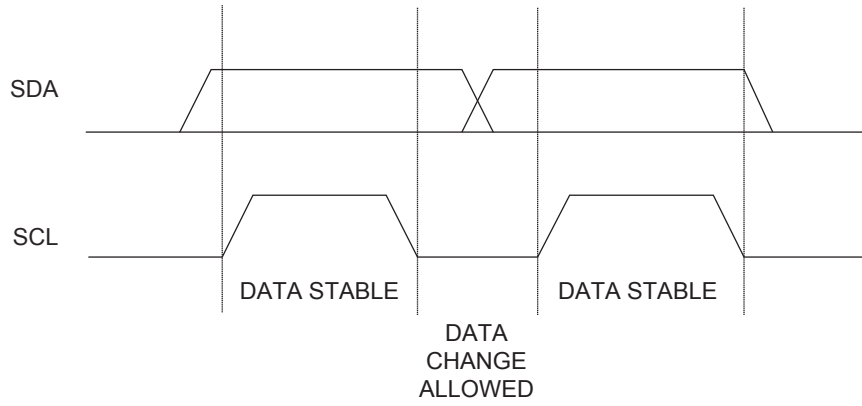 SDA
SCL
DATA STABLE
DATA STABLE
DATA
CHANGE
ALLOWED